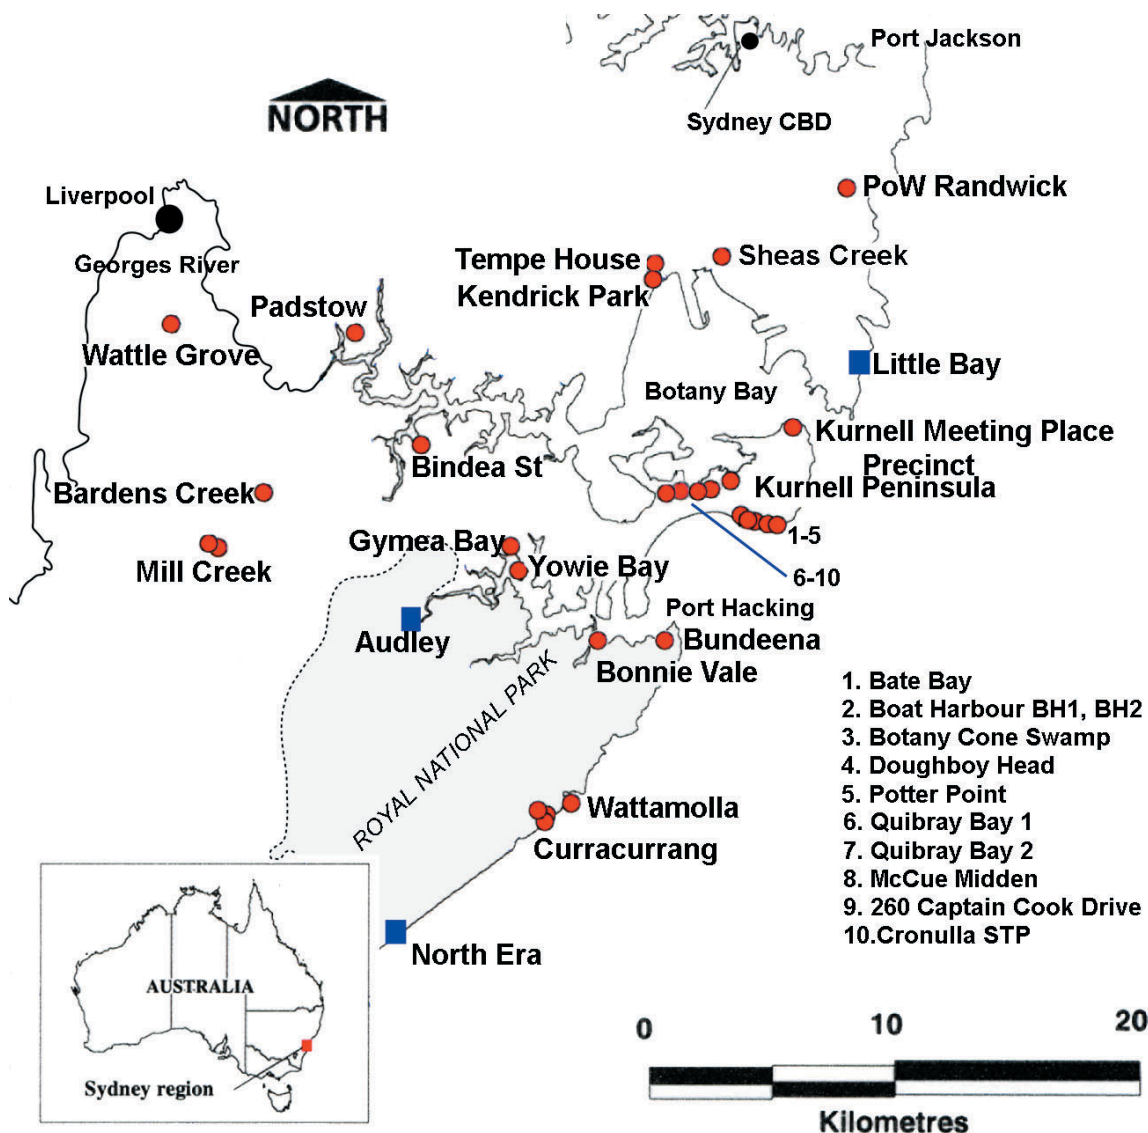 Port Jackson
NORTH
Sydney CBD
PoW Randwick
Liverpool
Georges River
Tempe House
Sheas Creek
Kendrick Park
Padstow
Wattle Grove
Little Bay
Botany Bay
Kurnell Meeting Place
Precinct
Bindea St
Bardens Creek
Kurnell Peninsula
1-5
Gymea Bay
Mill Creek
Yowie Bay
6-10
Port Hacking
Audley
Bundeena
Bonnie Vale
ROYAL NATIONAL PARK
1. Bate Bay
2. Boat Harbour BH1, BH2
3. Botany Cone Swamp
4. Doughboy Head
5. Potter Point
6. Quibray Bay 1
7. Quibray Bay 2
8. McCue Midden
9. 260 Captain Cook Drive
10.Cronulla STP
Wattamolla
Curracurrang
North Era
AUSTRALIA
Sydney region
0 10 20
Kilometres